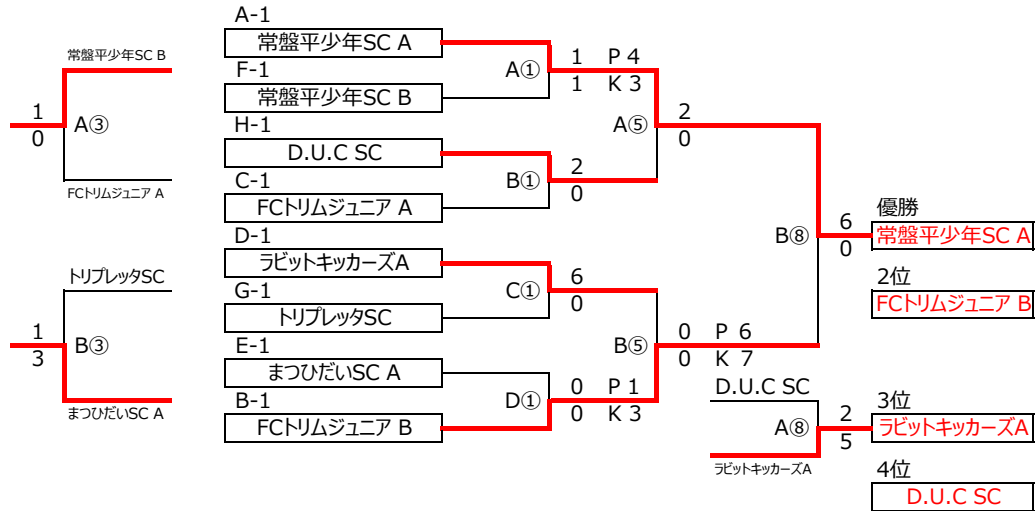 常盤平少年SC B
1
0
A③
FCトリムジュニア A
トリプレッタSC
1
3
B③
まつひだいSC A
A-1
常盤平少年SC A
F-1
常盤平少年SC B
H-1
D.U.C SC
C-1
FCトリムジュニア A
D-1
ラビットキッカーズA
G-1
トリプレッタSC
E-1
まつひだいSC A
B-1
FCトリムジュニア B
A①
1 P 4
1 K 3
B①
2
0
C①
6
0
D①
0 P 1
0 K 3
A⑤
2
0
B⑤
0 P 6
0 K 7
B⑧
6
0
D.U.C SC
A⑧
2
5
ラビットキッカーズA
優勝
常盤平少年SC A
2位
FCトリムジュニア B
3位
ラビットキッカーズA
4位
D.U.C SC